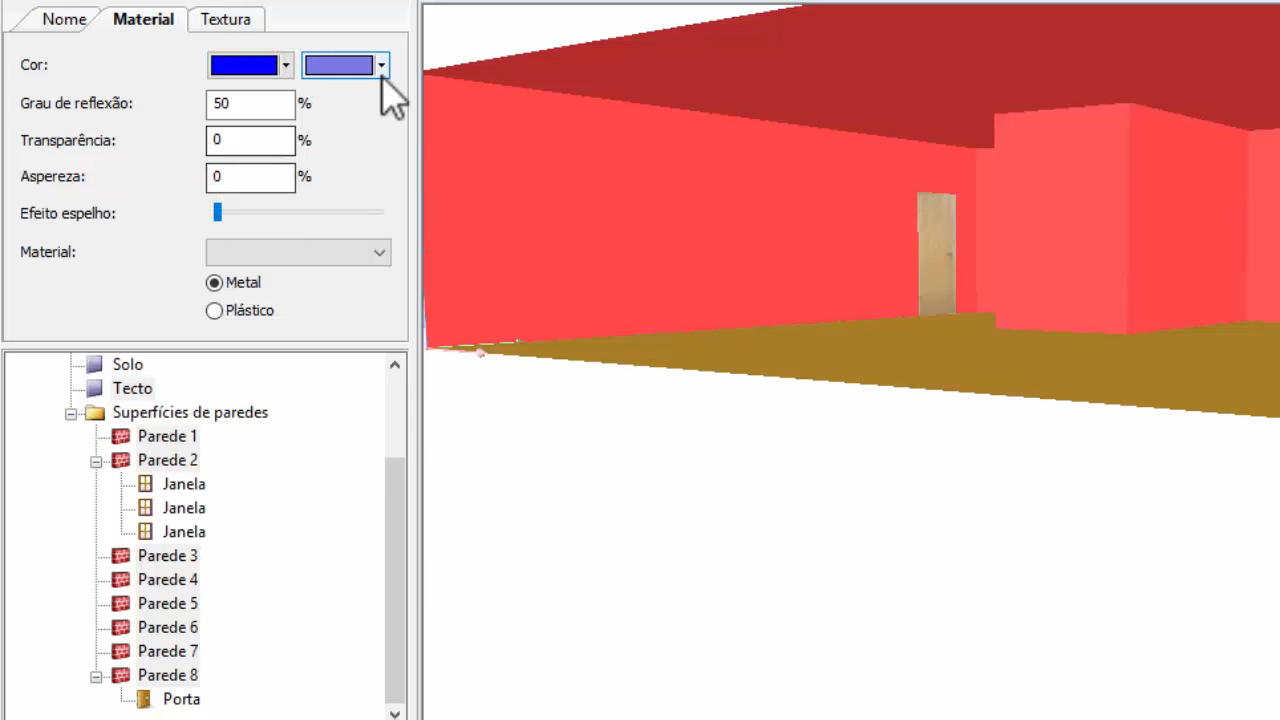 Nome Material Textura
Cor:
Grau de reflexão: 50 %
Transparência: 0 %
Aspereza: 0 %
Efeito espelho:
Material:
Metal
Plástico
Solo
Tecto
Superfícies de paredes
Parede 1
Parede 2
Janela
Janela
Janela
Parede 3
Parede 4
Parede 5
Parede 6
Parede 7
Parede 8
Porta